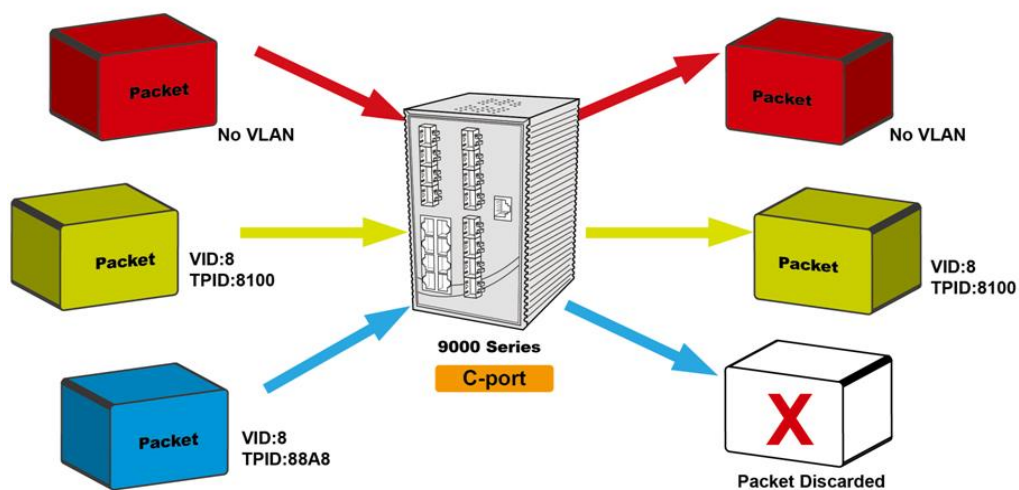 Packet
No VLAN
Packet
No VLAN
Packet
VID:8
TPID:8100
Packet
VID:8
TPID:8100
9000 Series
C-port
Packet
VID:8
TPID:88A8
X
Packet Discarded